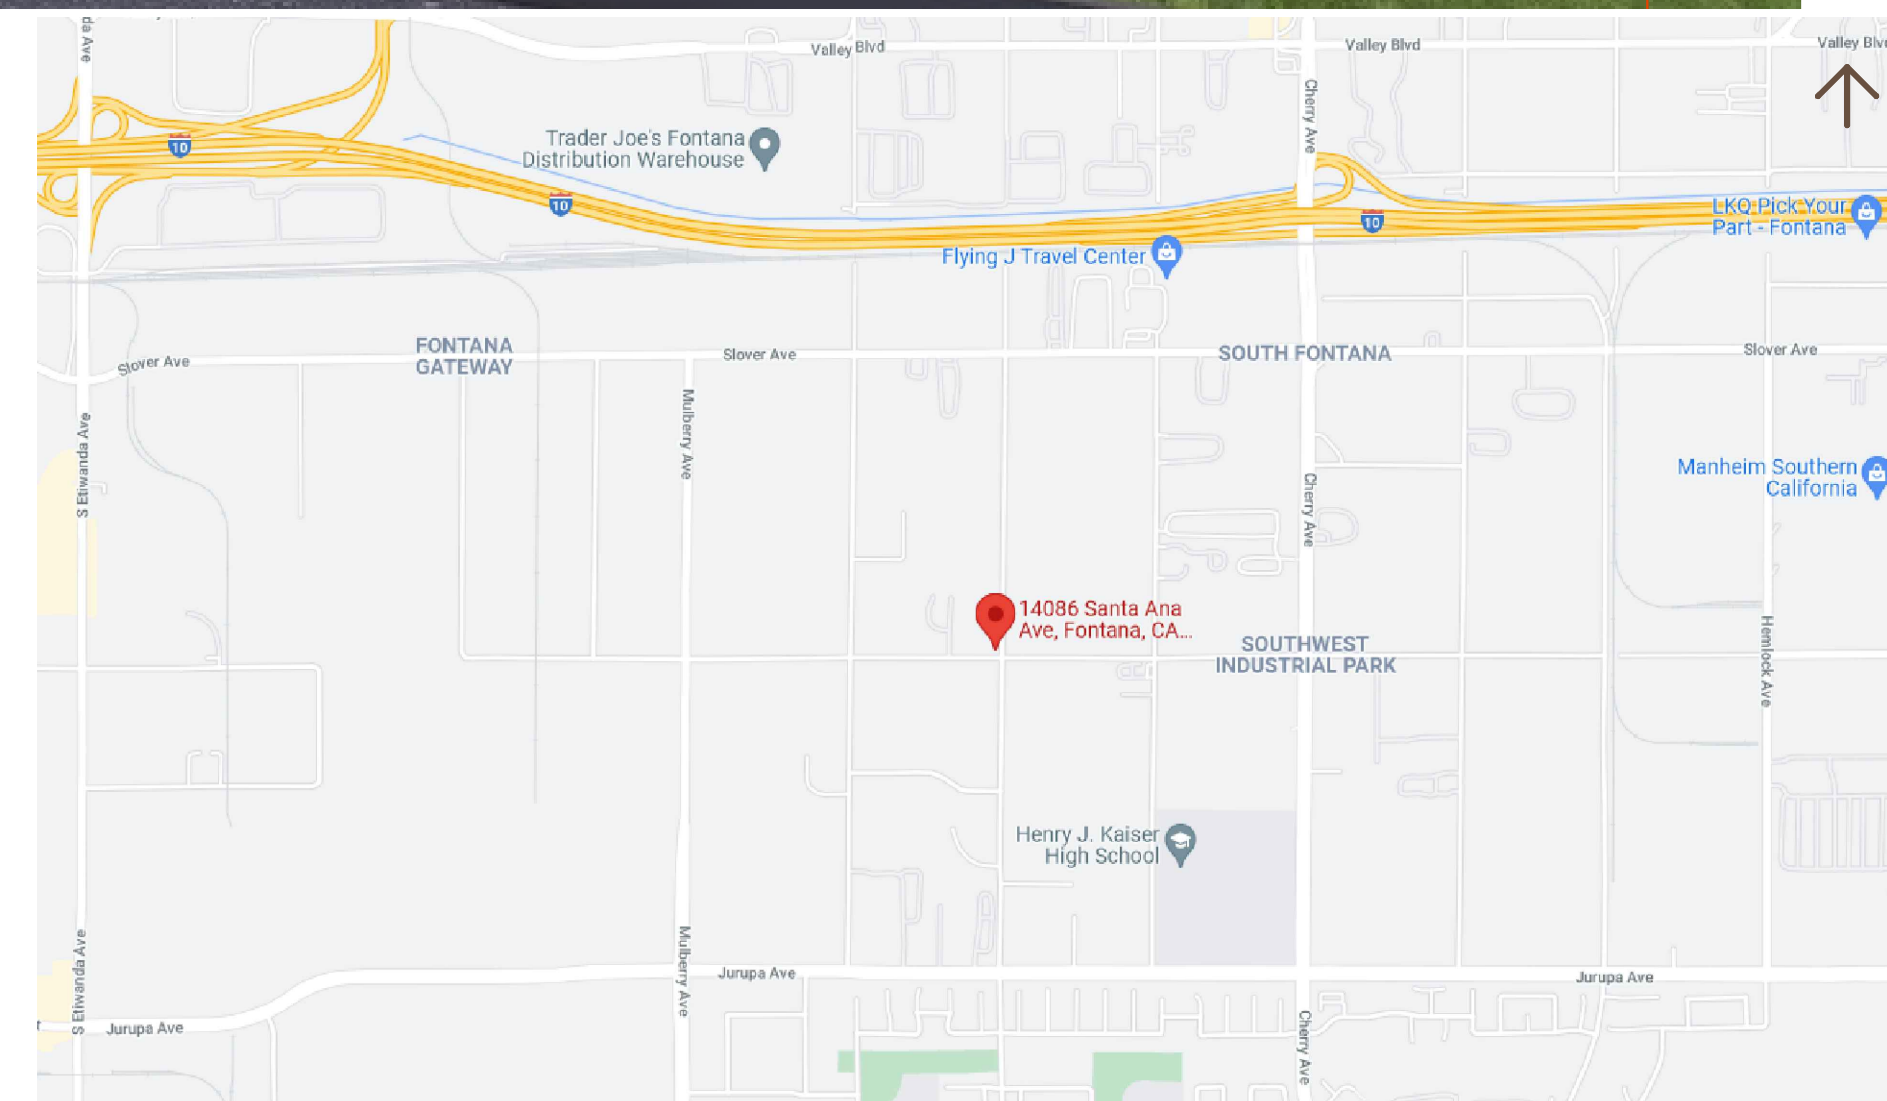 Valley Blvd
Valley Blvd
Valley Blv
Cherry Ave
10
Trader Joe's Fontana
Distribution Warehouse
10
10
LKQ Pick Your
Part - Fontana
Flying J Travel Center
FONTANA
GATEWAY
Slover Ave
Slover Ave
SOUTH FONTANA
Slover Ave
Mulberry Ave
S Etiwanda Ave
Cherry Ave
Manheim Southern
California
14086 Santa Ana
Ave, Fontana, CA...
SOUTHWEST
INDUSTRIAL PARK
Hemlock Ave
Henry J. Kaiser
High School
S Etiwanda Ave
Mulberry Ave
Jurupa Ave
Jurupa Ave
Jurupa Ave
Cherry Ave